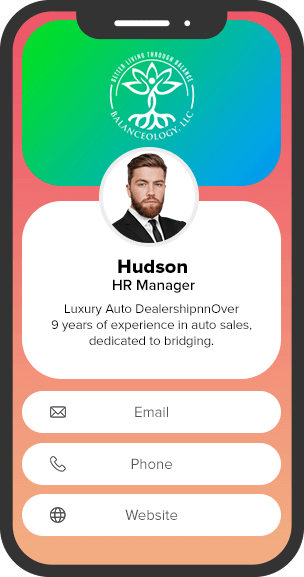 BETTER LIVING THROUGH BALANCE
BALANCEOLOGY, LLC
Hudson
HR Manager
Luxury Auto DealershipnnOver
9 years of experience in auto sales,
dedicated to bridging.
Email
Phone
Website